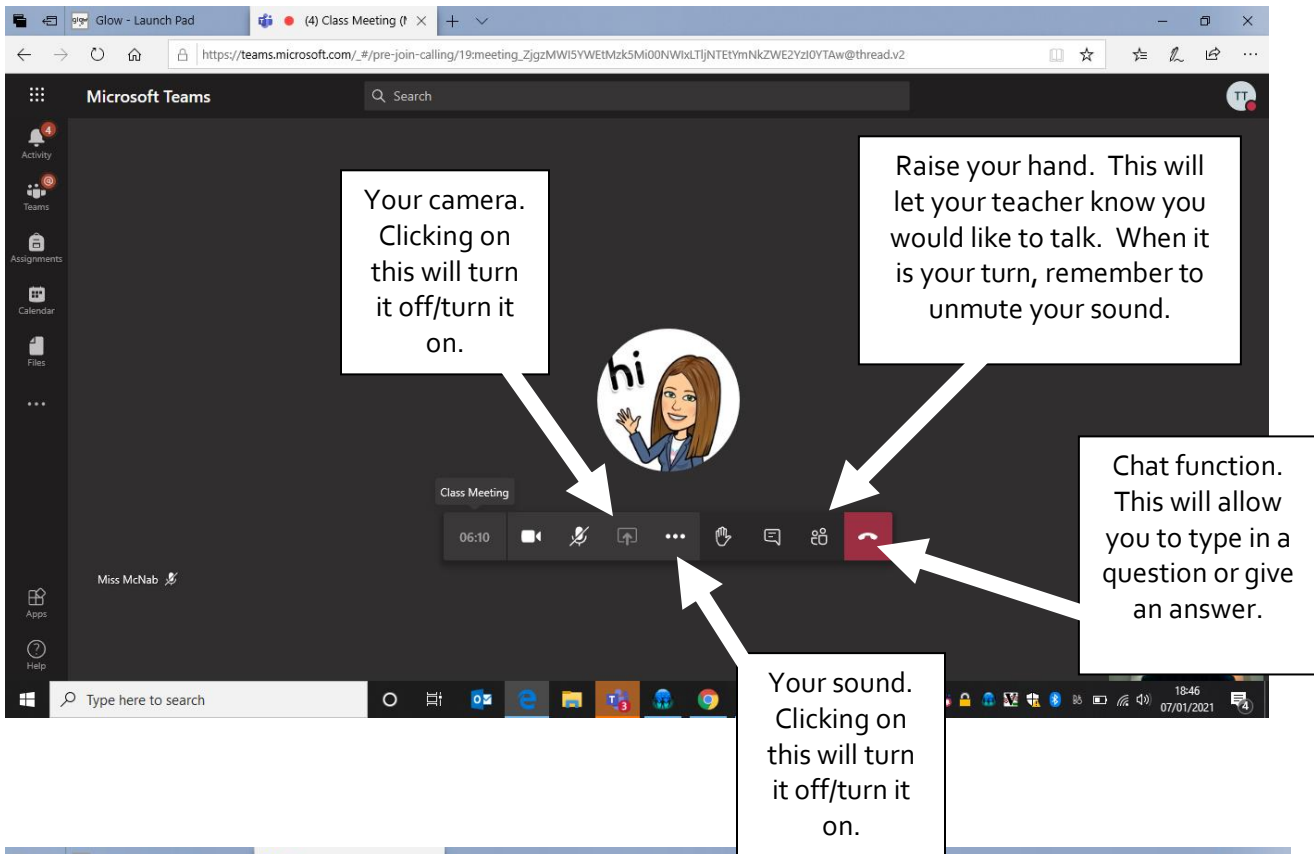 Glow - Launch Pad
(4) Class Meeting (
https://teams.microsoft.com/_#/pre-join-calling/19:meeting_ZjgzMWI5YWEtMzk5Mi00NWIxLTljNTEtYmNkZWE2YzI0YTAw@thread.v2
Microsoft Teams
Search
TT
4
Activity
@
Teams
Assignments
Calendar
Files
Your camera.
Clicking on
this will turn
it off/turn it
on.
Raise your hand. This will
let your teacher know you
would like to talk. When it
is your turn, remember to
unmute your sound.
hi
Class Meeting
06:10
Chat function.
This will allow
you to type in a
question or give
an answer.
Miss McNab
Apps
Help
Your sound.
Clicking on
this will turn
it off/turn it
on.
Type here to search
3
18:46
07/01/2021
4